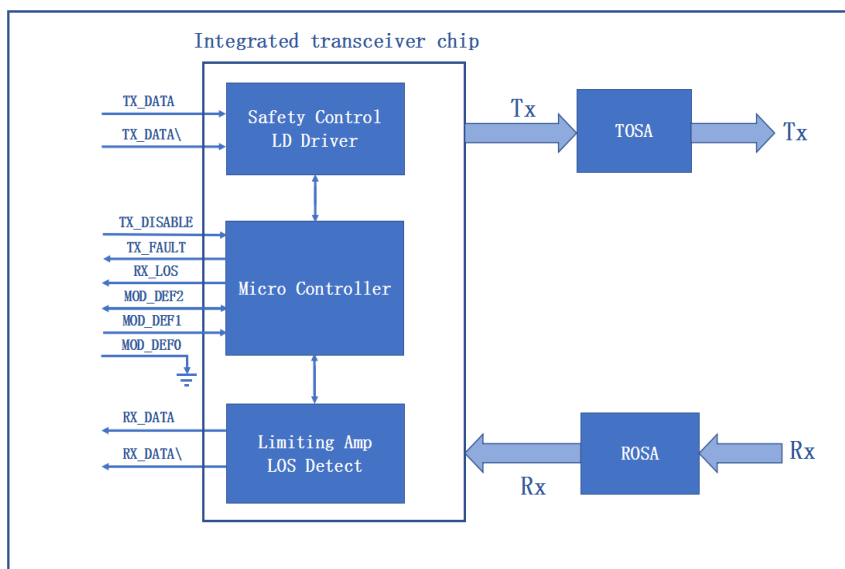 Integrated transceiver chip
TX_DATA
TX_DATA\
Safety Control
LD Driver
Tx
TOSA
Tx
TX_DISABLE
TX_FAULT
RX_LOS
MOD_DEF2
MOD_DEF1
MOD_DEF0
Micro Controller
RX_DATA
RX_DATA\
Limiting Amp
LOS Detect
Rx
ROSA
Rx